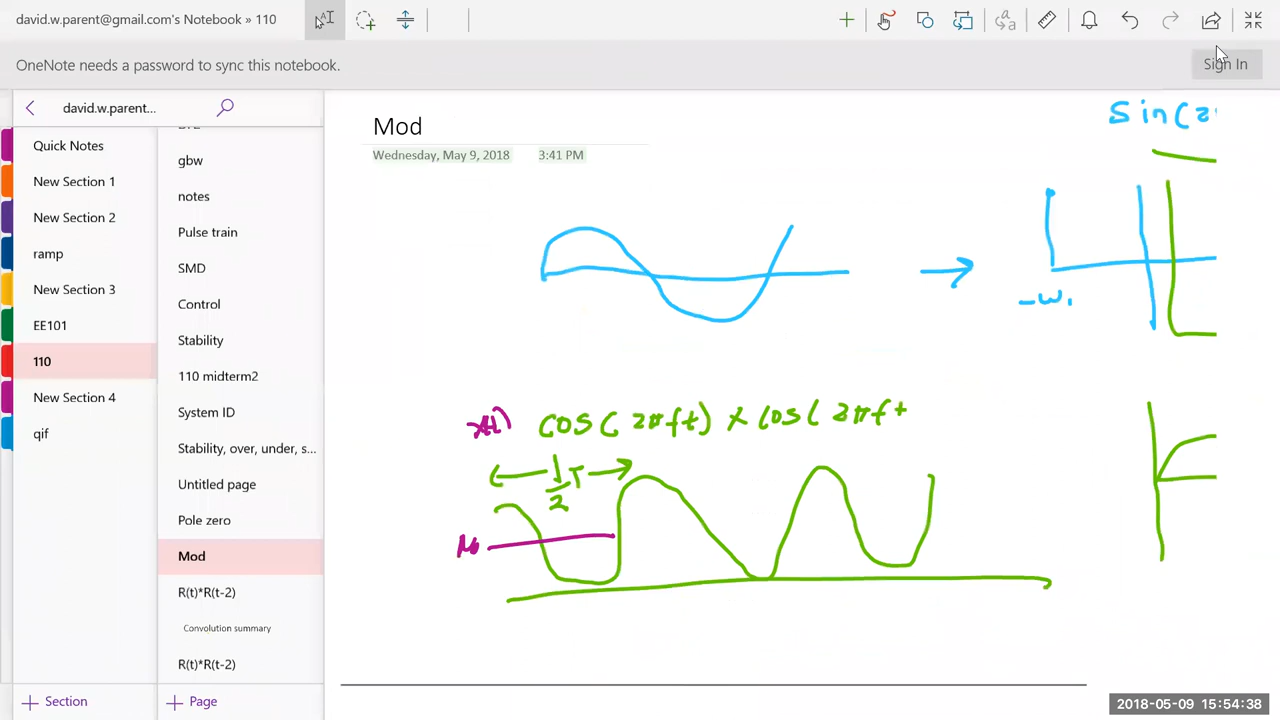 david.w.parent@gmail.com's Notebook » 110
OneNote needs a password to sync this notebook.
Sign In
david.w.parent...
Quick Notes
New Section 1
New Section 2
ramp
New Section 3
EE101
110
New Section 4
qif
gbw
notes
Pulse train
SMD
Control
Stability
110 midterm2
System ID
Stability, over, under, s...
Untitled page
Pole zero
Mod
R(t)*R(t-2)
Convolution summary
R(t)*R(t-2)
+ Section
+ Page
Mod
Wednesday, May 9, 2018 3:41 PM
Sin(2
-ω,
cos(2πft) x cos(2πft
1/2 T
2018-05-09 15:54:38